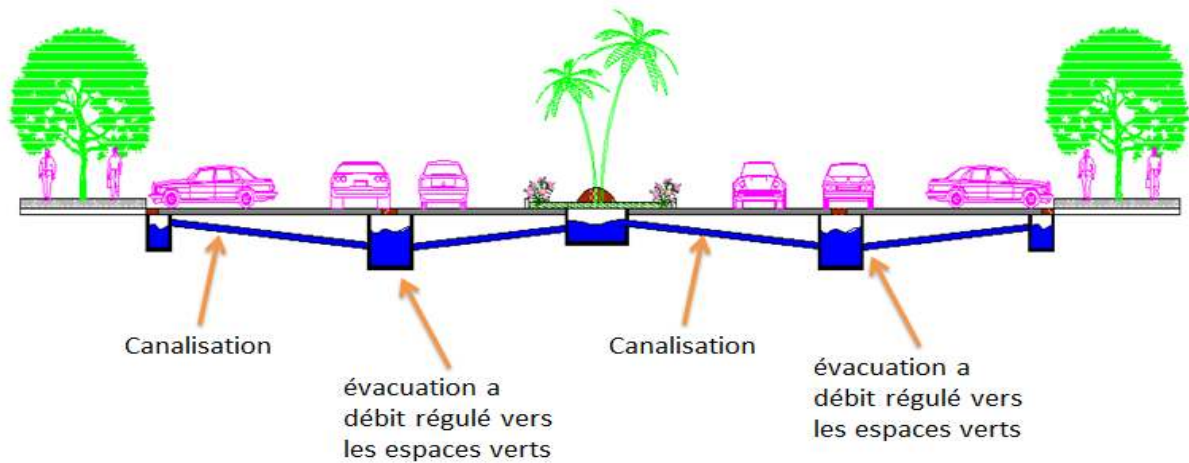 Canalisation
évacuation a
débit régulé vers
les espaces verts
Canalisation
évacuation a
débit régulé vers
les espaces verts